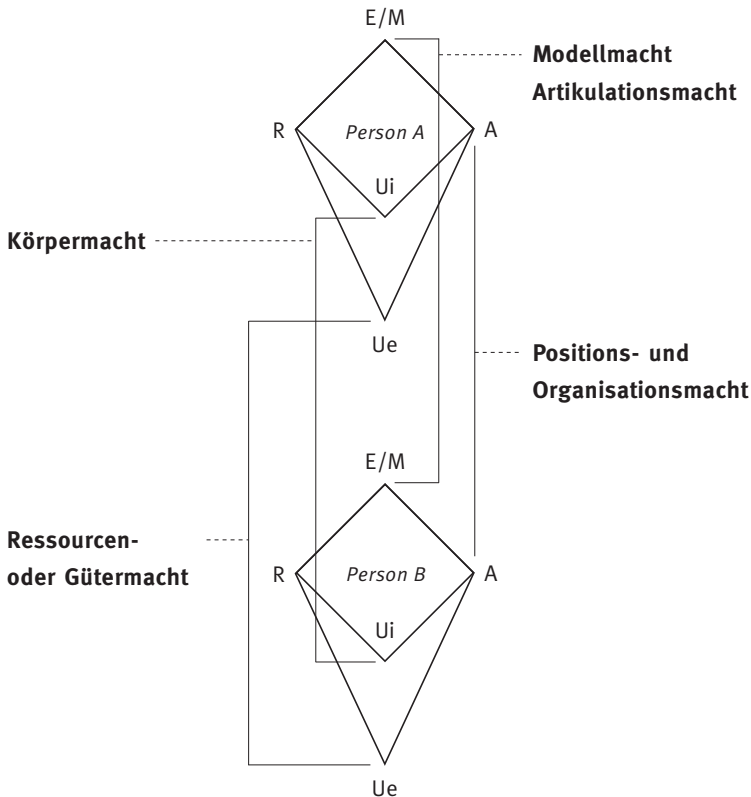 E/M
Modellmacht
Artikulationsmacht
R
Person A
A
Ui
Körpermacht
Ue
Positions- und
Organisationsmacht
E/M
Ressourcen-
oder Gütermacht
R
Person B
A
Ui
Ue